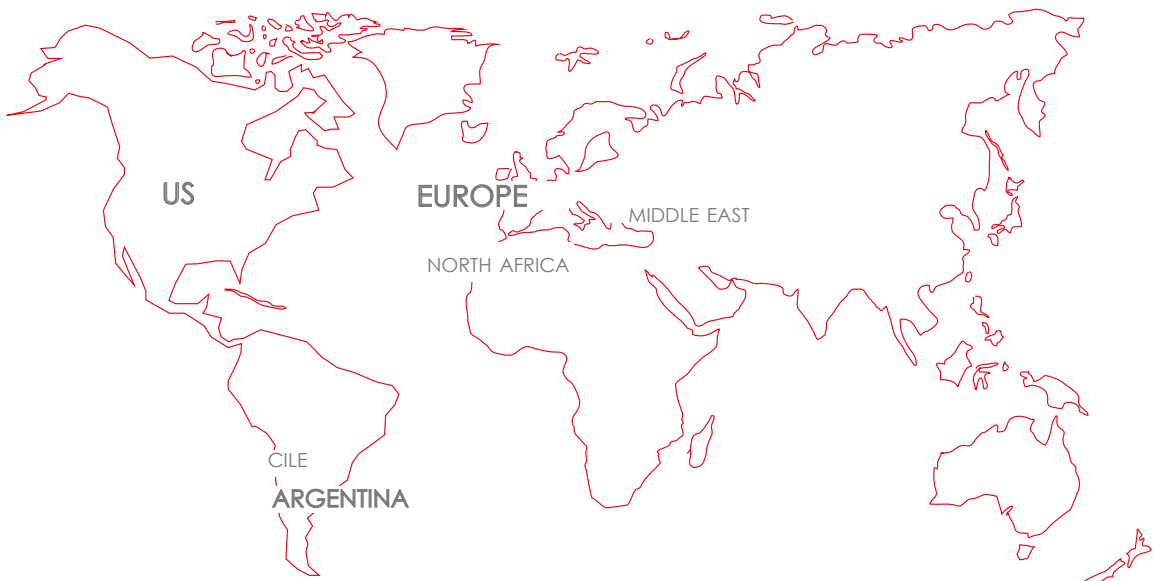 US
EUROPE
MIDDLE EAST
NORTH AFRICA
CILE
ARGENTINA